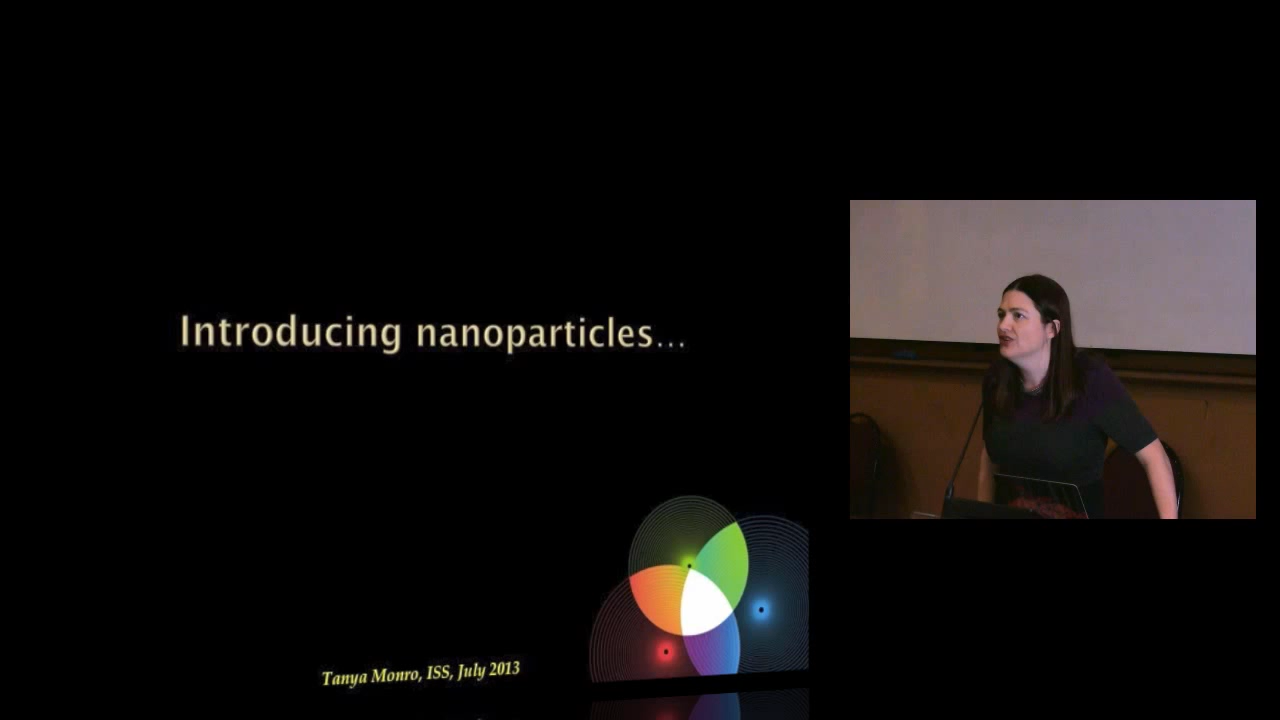 Introducing nanoparticles...
Tanya Monro, ISS, July 2013